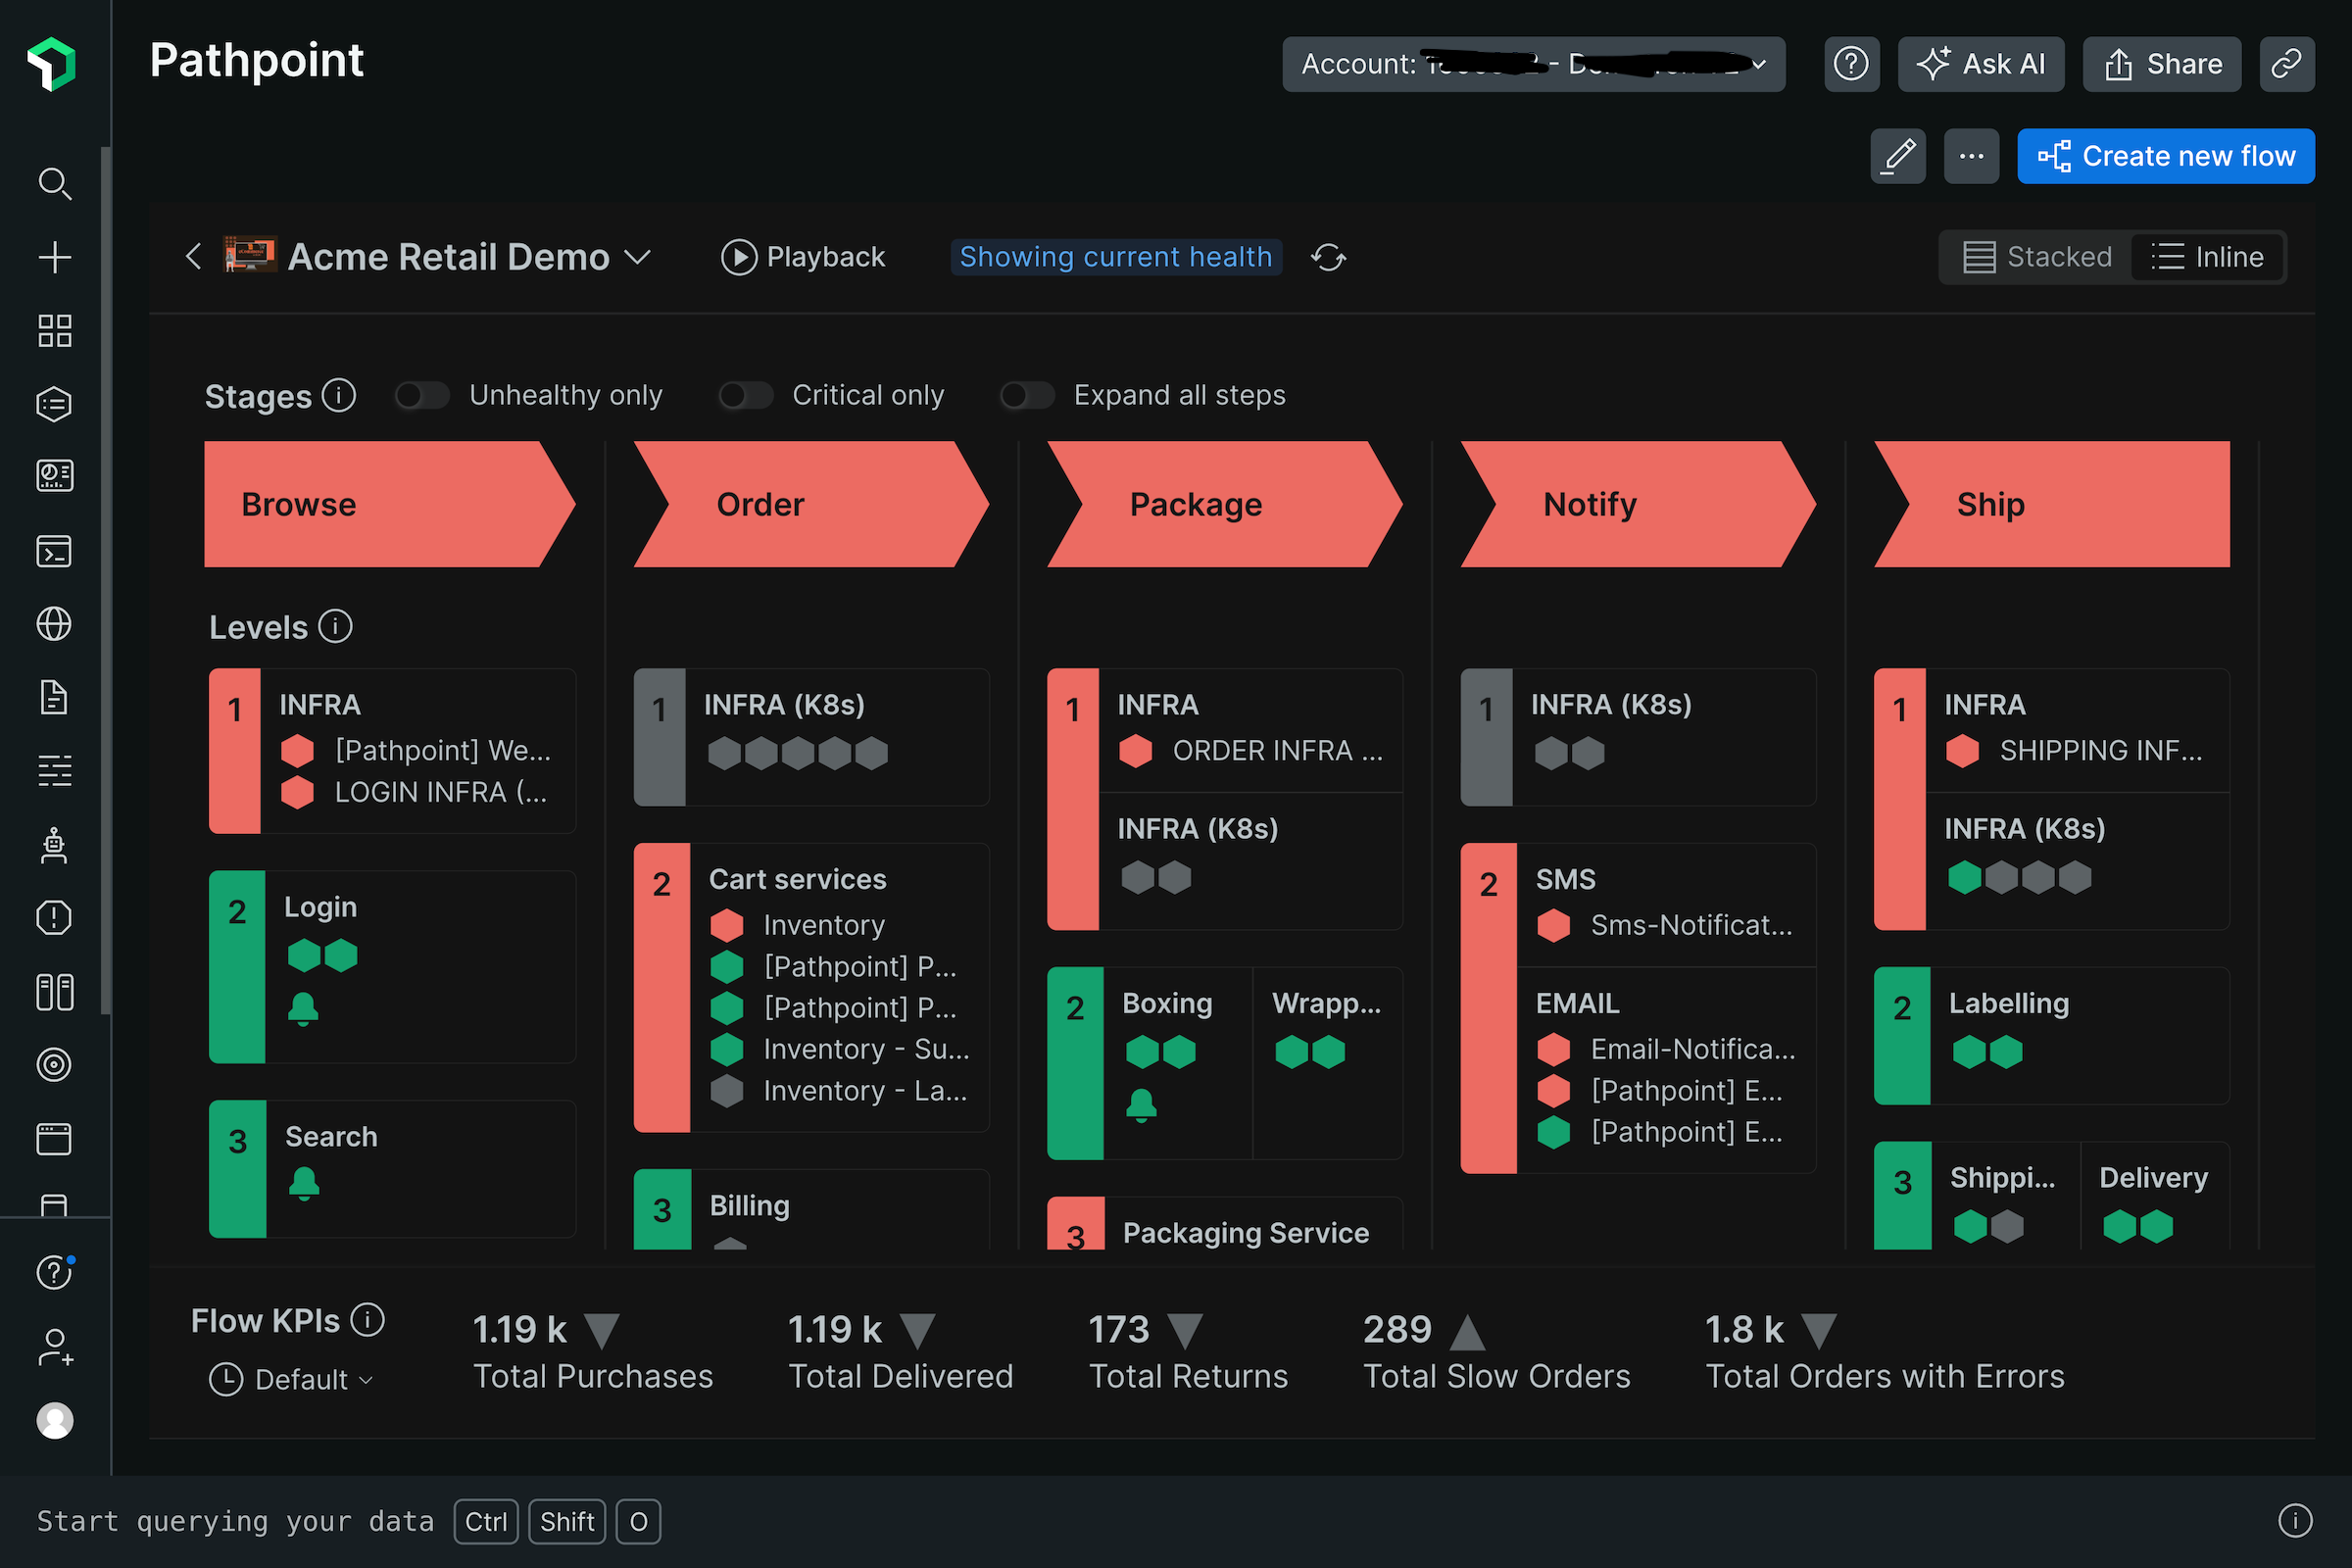 Pathpoint
Account: - D
Ask AI
Share
Create new flow
Acme Retail Demo
Playback
Showing current health
Stacked
Inline
Stages
Unhealthy only
Critical only
Expand all steps
Browse
Order
Package
Notify
Ship
Levels
1
INFRA
[Pathpoint] We...
LOGIN INFRA (...
2
Login
3
Search
1
INFRA (K8s)
2
Cart services
Inventory
[Pathpoint] P...
[Pathpoint] P...
Inventory - Su...
Inventory - La...
3
Billing
1
INFRA
ORDER INFRA ...
INFRA (K8s)
2
Boxing
Wrapp...
3
Packaging Service
1
INFRA (K8s)
2
SMS
Sms-Notificat...
EMAIL
Email-Notifica...
[Pathpoint] E...
[Pathpoint] E...
1
INFRA
SHIPPING INF...
INFRA (K8s)
2
Labelling
3
Shippi...
Delivery
Flow KPIs
Default
1.19 k
Total Purchases
1.19 k
Total Delivered
173
Total Returns
289
Total Slow Orders
1.8 k
Total Orders with Errors
Start querying your data Ctrl Shift O